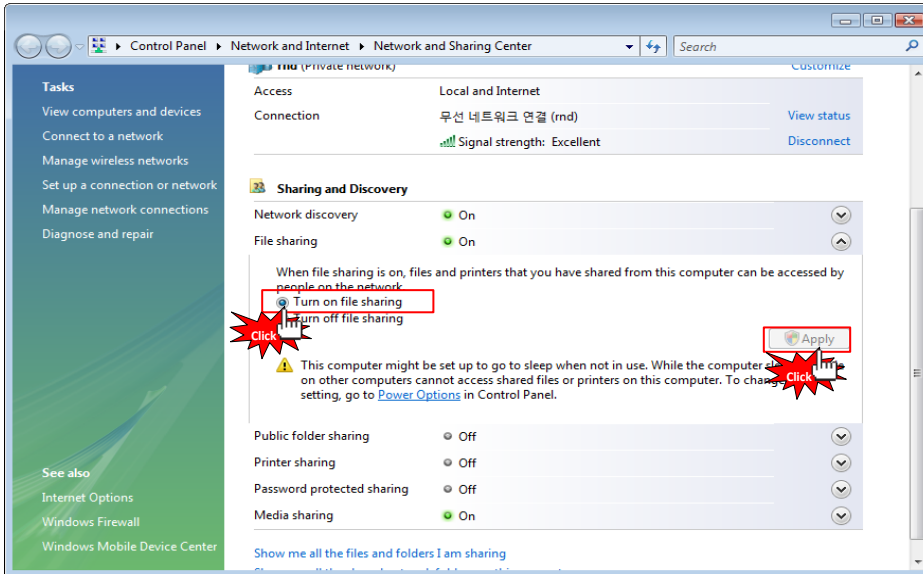 Control Panel Network and Internet Network and Sharing Center Search
Tasks
View computers and devices
Connect to a network
Manage wireless networks
Set up a connection or network
Manage network connections
Diagnose and repair
See also
Internet Options
Windows Firewall
Windows Mobile Device Center
rnd (Private network) Customize
Access Local and Internet
Connection 무선 네트워크 연결 (rnd) View status
Signal strength: Excellent Disconnect
Sharing and Discovery
Network discovery On
File sharing On
When file sharing is on, files and printers that you have shared from this computer can be accessed by
people on the network.
Turn on file sharing
Turn off file sharing
Click
Apply
Click
This computer might be set up to go to sleep when not in use. While the computer
on other computers cannot access shared files or printers on this computer. To
setting, go to Power Options in Control Panel.
Public folder sharing Off
Printer sharing Off
Password protected sharing Off
Media sharing On
Show me all the files and folders I am sharing